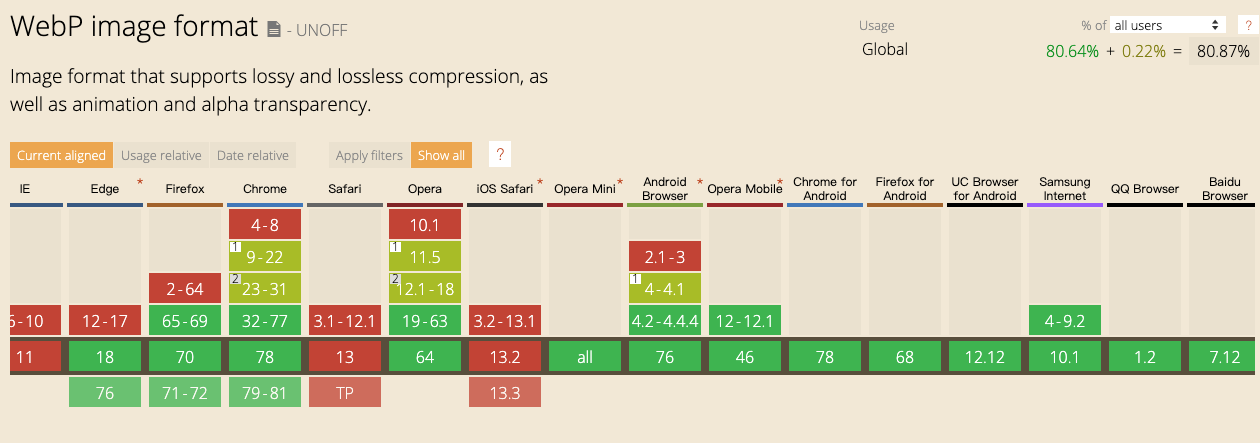 WebP image format - UNOFF
Usage % of all users ?
Global 80.64% + 0.22% = 80.87%
Image format that supports lossy and lossless compression, as
well as animation and alpha transparency.
Current aligned Usage relative Date relative Apply filters Show all ?
IE Edge * Firefox Chrome Safari Opera iOS Safari * Opera Mini * Android Browser * Opera Mobile * Chrome for Android Firefox for Android UC Browser for Android Samsung Internet QQ Browser Baidu Browser
4-8 10.1
1 9-22 1 11.5 2.1-3
2-64 2 23-31 2 12.1-18 1 4-4.1
-10 12-17 65-69 32-77 3.1-12.1 19-63 3.2-13.1 4.2-4.4.4 12-12.1 4-9.2
11 18 70 78 13 64 13.2 all 76 46 78 68 12.12 10.1 1.2 7.12
76 71-72 79-81 TP 13.3